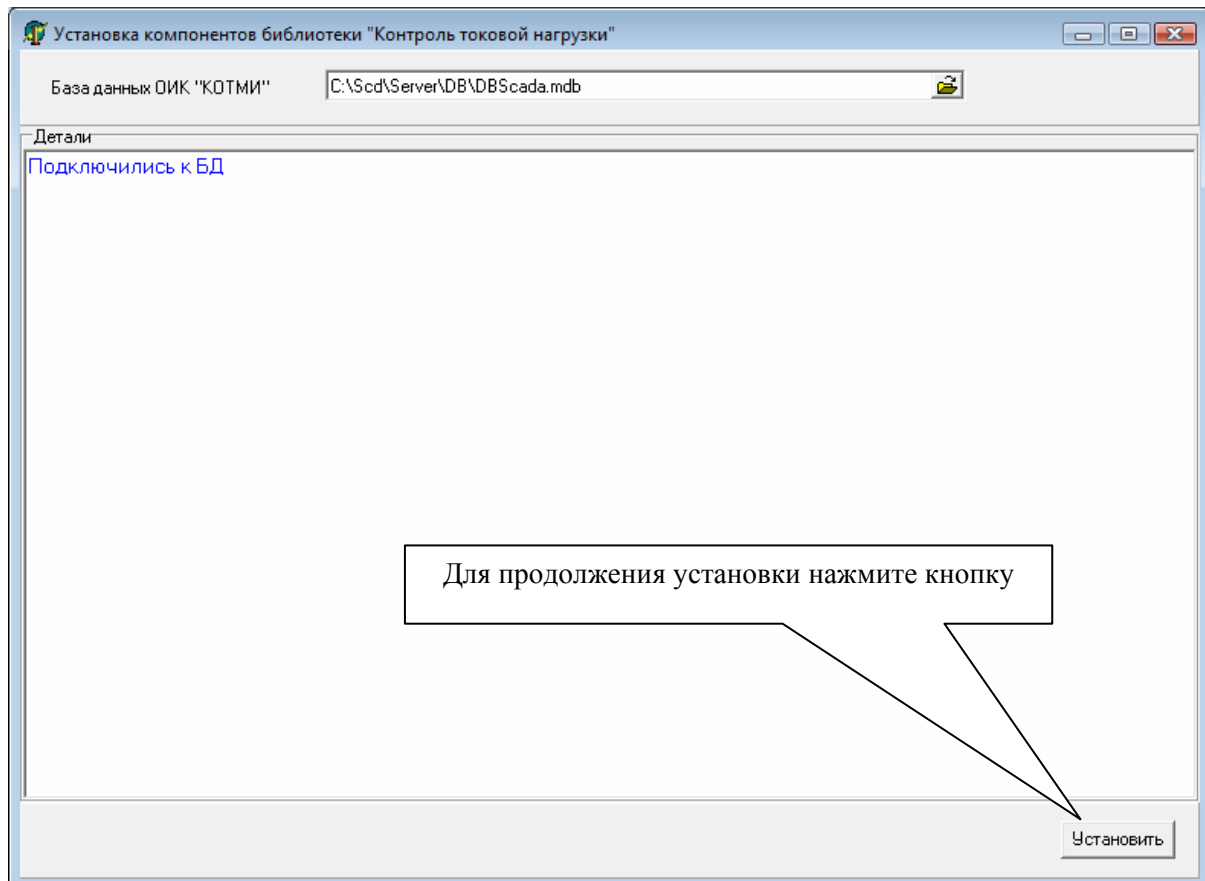 Установка компонентов библиотеки "Контроль токовой нагрузки"
База данных ОИК "КОТМИ" C:\Scd\Server\DB\DBScada.mdb
Детали
Подключились к БД
Для продолжения установки нажмите кнопку
Установить